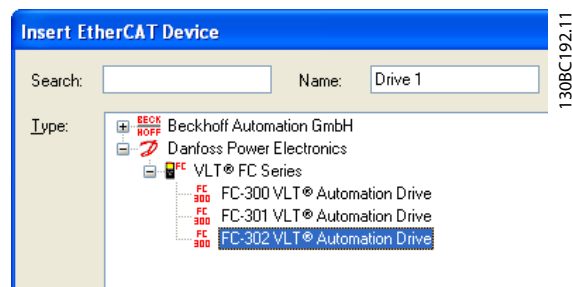 Insert EtherCAT Device
Search: Name: Drive 1
Type:
BECK
HOFF Beckhoff Automation GmbH
Danfoss Power Electronics
FC VLT® FC Series
FC
300 FC-300 VLT® Automation Drive
FC
300 FC-301 VLT® Automation Drive
FC
300 FC-302 VLT® Automation Drive
130BC192.11